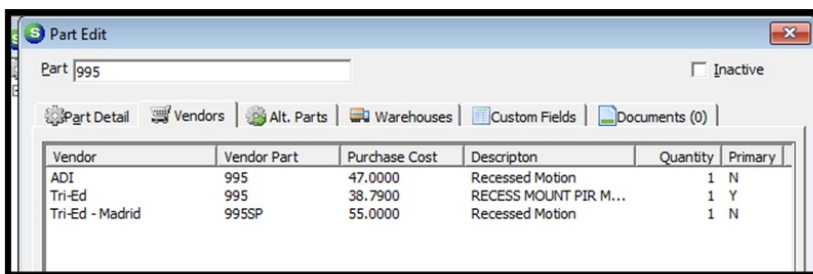 Part Edit
Part 995 Inactive
Part Detail Vendors Alt. Parts Warehouses Custom Fields Documents (0)
Vendor Vendor Part Purchase Cost Descripton Quantity Primary
ADI 995 47.0000 Recessed Motion 1 N
Tri-Ed 995 38.7900 RECESS MOUNT PIR M... 1 Y
Tri-Ed - Madrid 995SP 55.0000 Recessed Motion 1 N